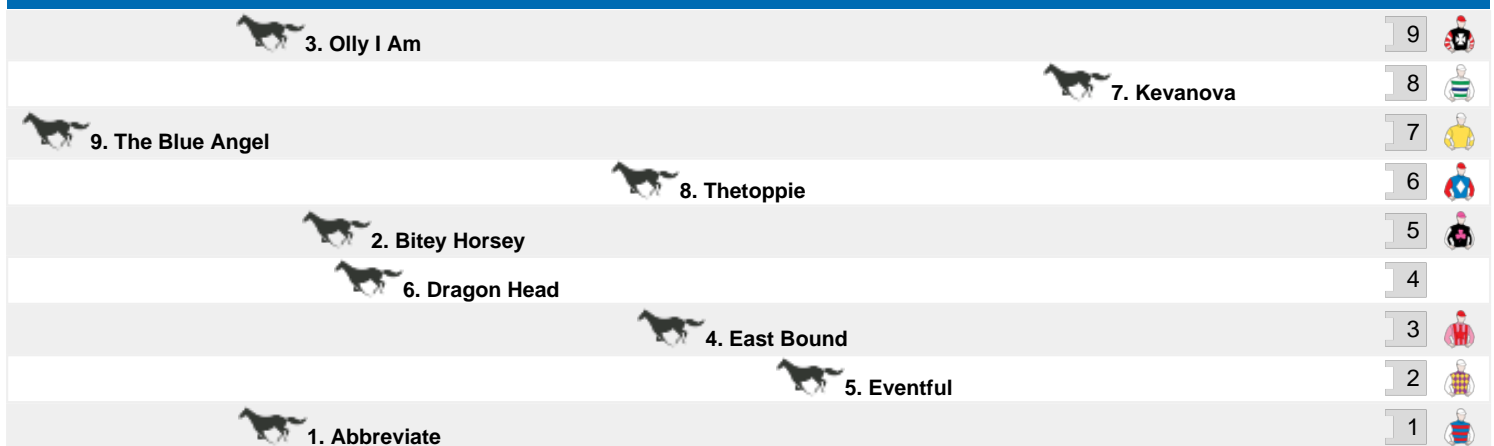 3. Olly I Am 9
7. Kevanova 8
9. The Blue Angel 7
8. Thetoppie 6
2. Bitey Horsey 5
6. Dragon Head 4
4. East Bound 3
5. Eventful 2
1. Abbreviate 1